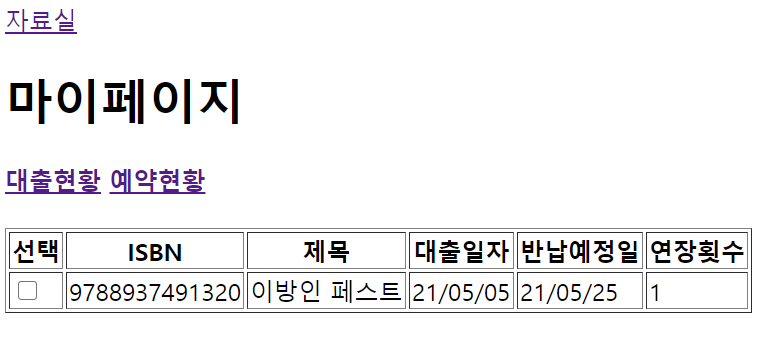 자료실
마이페이지
대출현황 예약현황
선택 ISBN 제목 대출일자 반납예정일 연장횟수
9788937491320 이방인 페스트 21/05/05 21/05/25 1